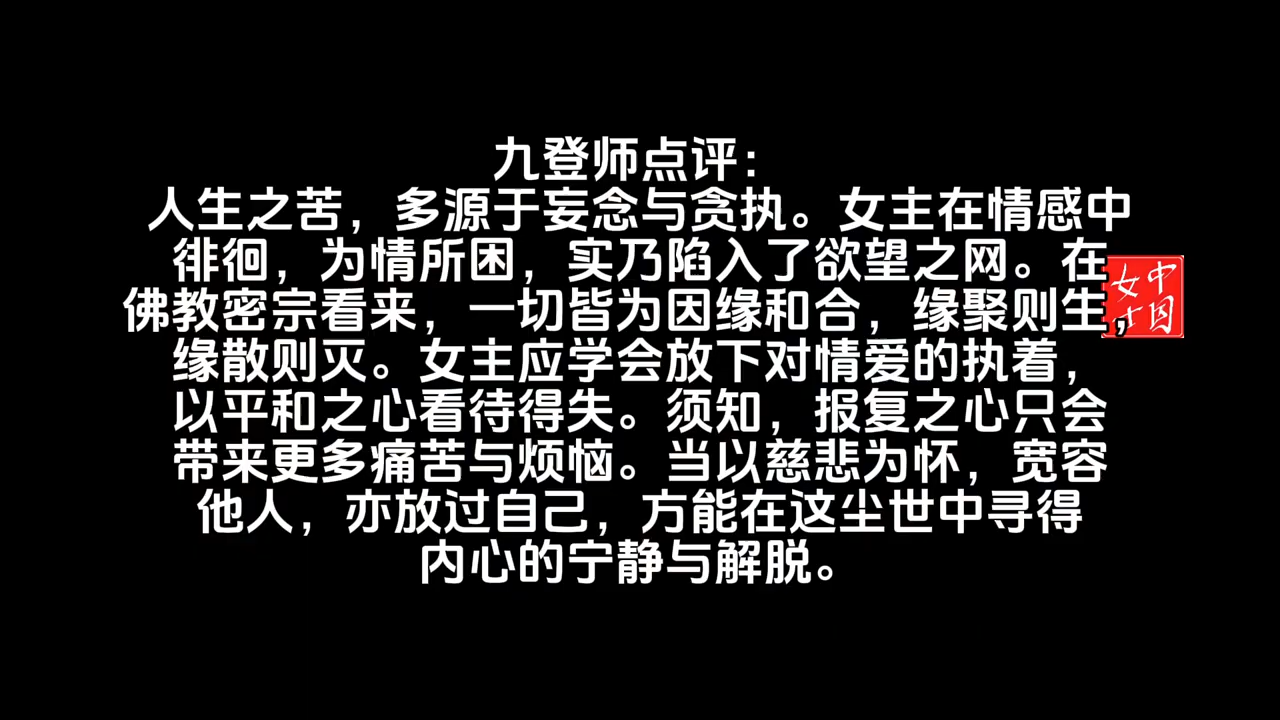 九登师点评：
人生之苦，多源于妄念与贪执。女主在情感中
徘徊，为情所困，实乃陷入了欲望之网。在
佛教密宗看来，一切皆为因缘和合，缘聚则生，
缘散则灭。女主应学会放下对情爱的执着，
以平和之心看待得失。须知，报复之心只会
带来更多痛苦与烦恼。当以慈悲为怀，宽容
他人，亦放过自己，方能在这尘世中寻得
内心的宁静与解脱。
中国
女士